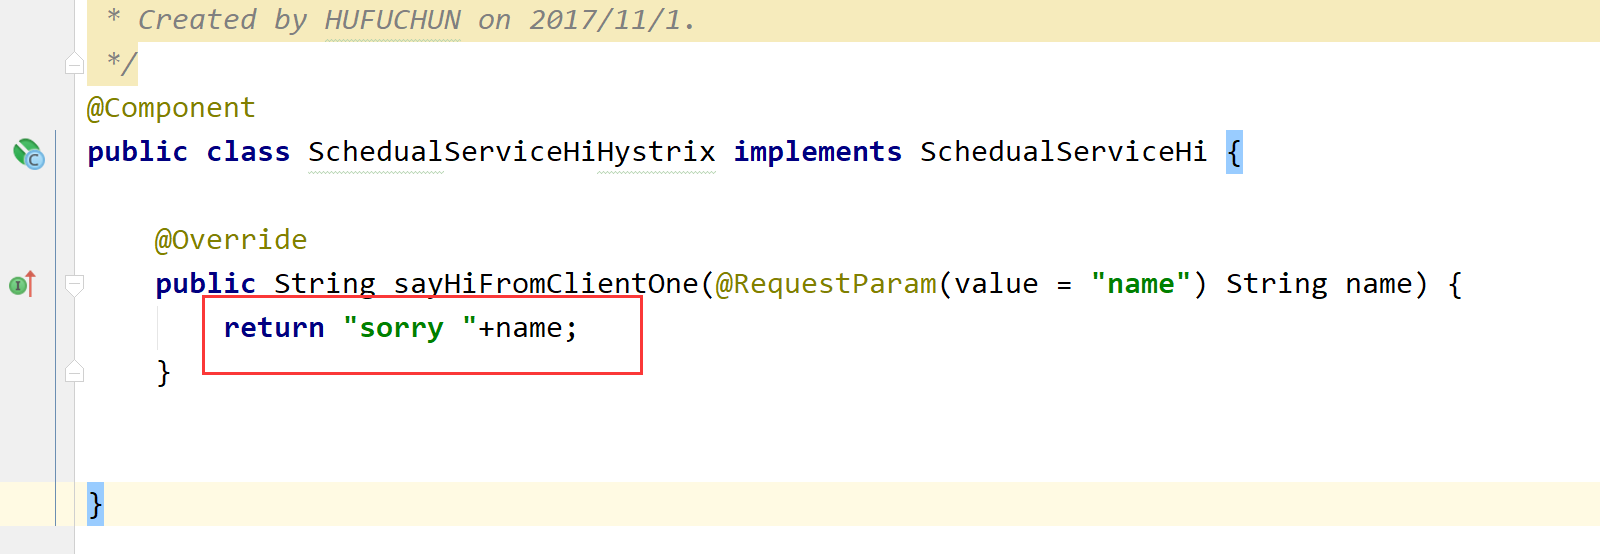 * Created by HUFUCHUN on 2017/11/1.
*/
@Component
public class SchedualServiceHiHystrix implements SchedualServiceHi {
@Override
public String sayHiFromClientOne(@RequestParam(value = "name") String name) {
return "sorry "+name;
}
}